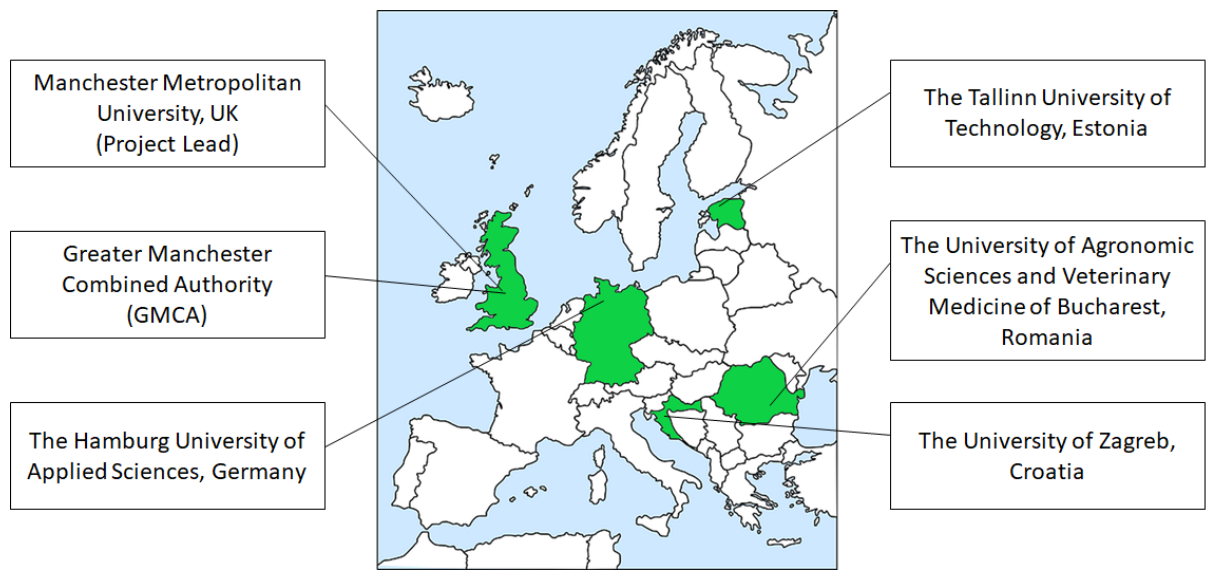 Manchester Metropolitan
University, UK
(Project Lead)
Greater Manchester
Combined Authority
(GMCA)
The Hamburg University of
Applied Sciences, Germany
The Tallinn University of
Technology, Estonia
The University of Agronomic
Sciences and Veterinary
Medicine of Bucharest,
Romania
The University of Zagreb,
Croatia